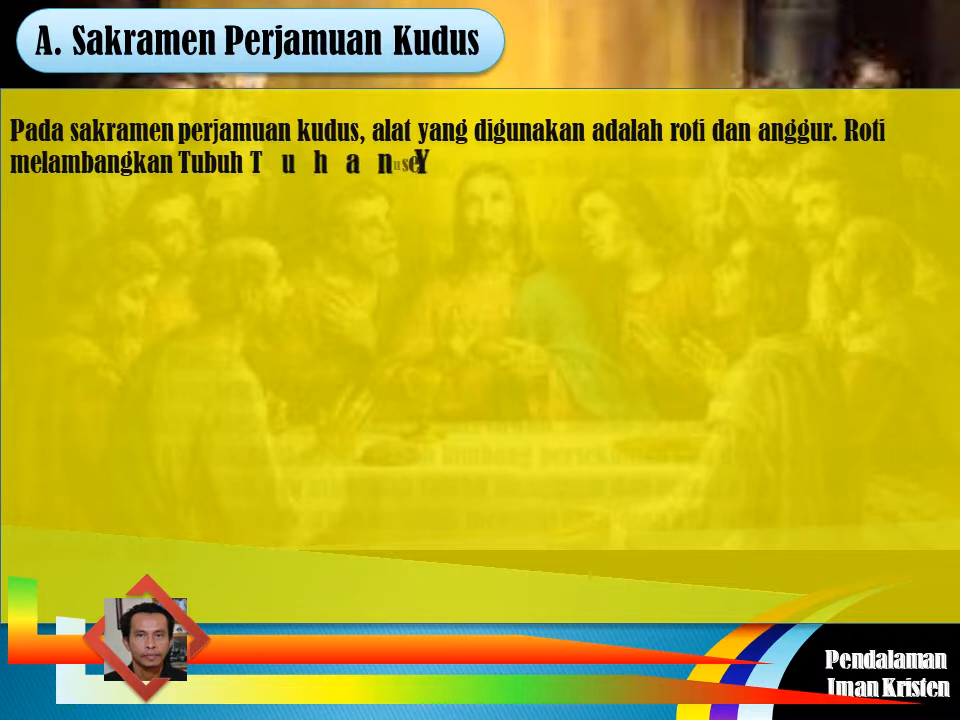 A. Sakramen Perjamuan Kudus
Pada sakramen perjamuan kudus, alat yang digunakan adalah roti dan anggur. Roti
melambangkan Tubuh T u h a n
Pendalaman
Iman Kristen